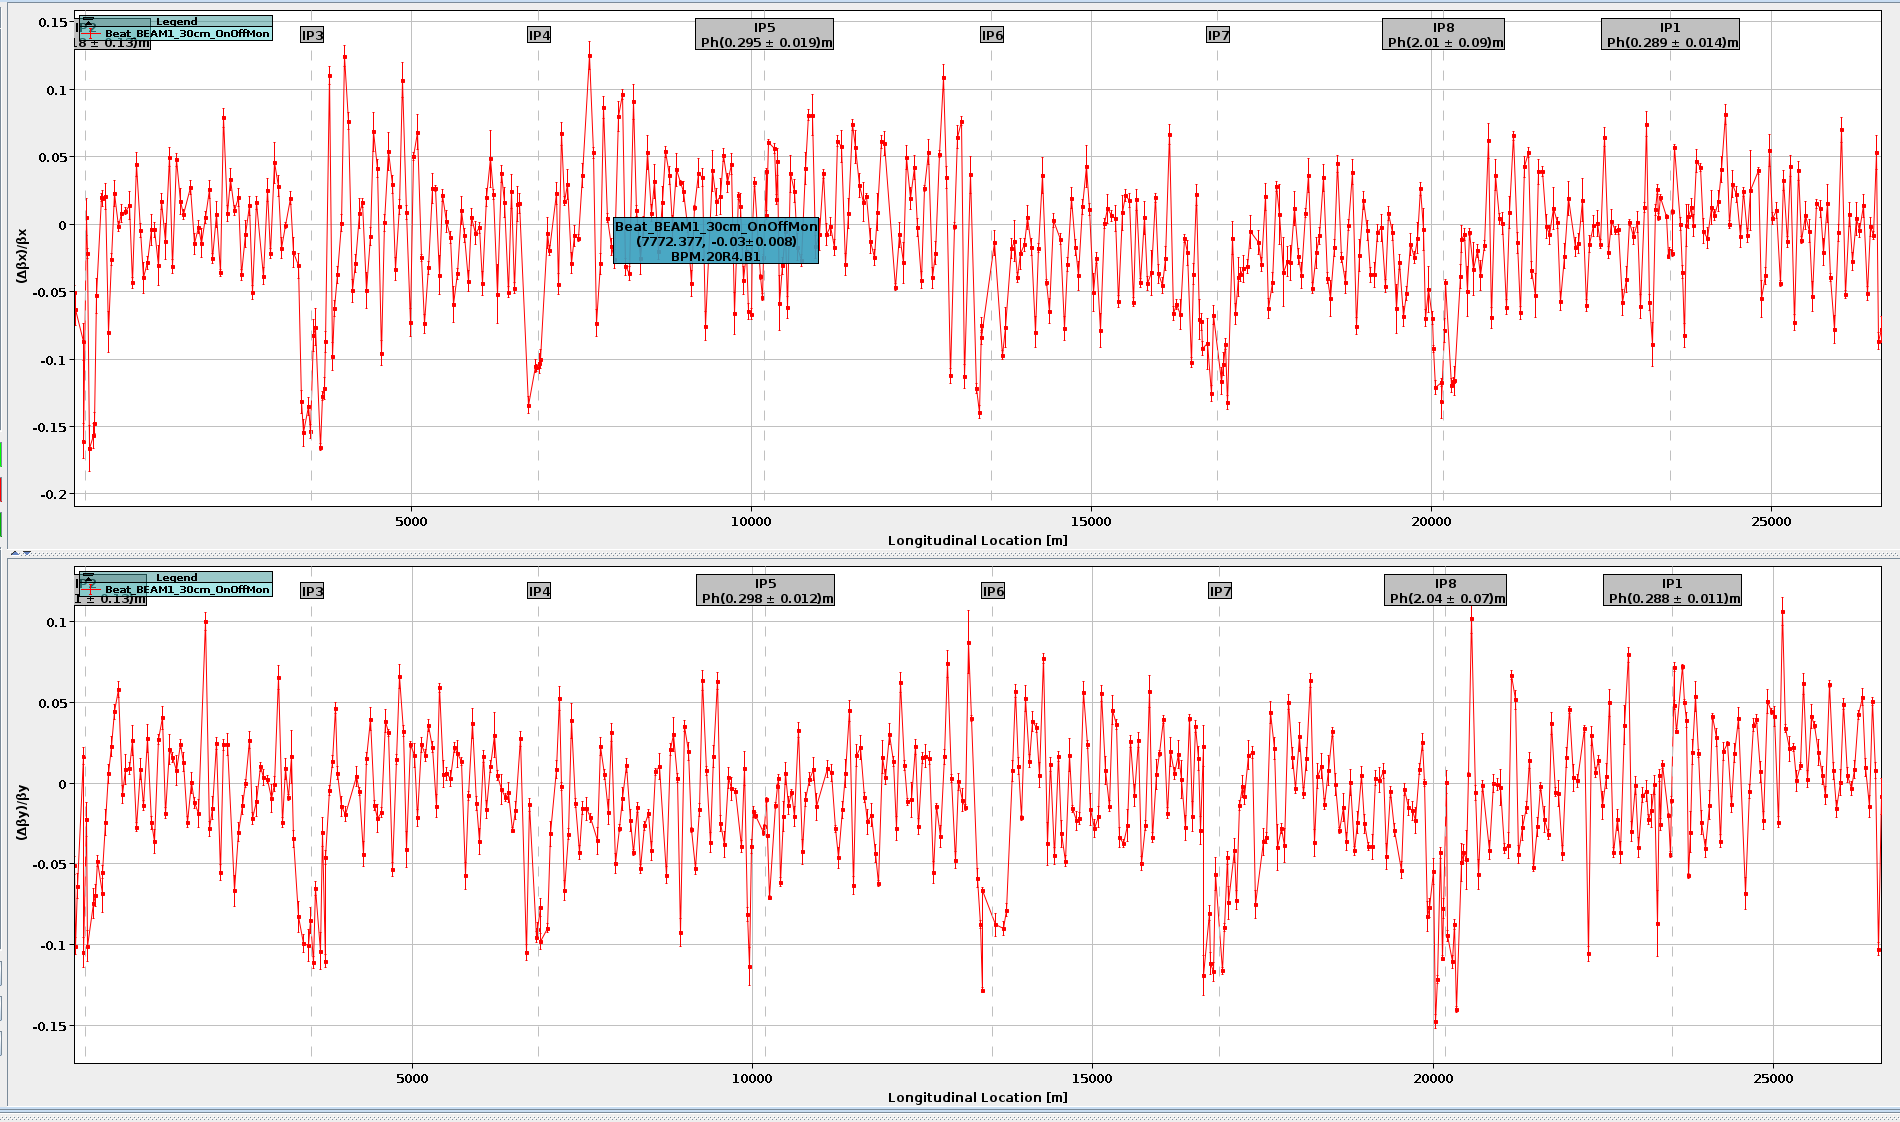 Legend
Beat_BEAM1_30cm_OnOffMon
IP3
IP4
IP5
Ph(0.295 ± 0.019)m
IP6
IP7
IP8
Ph(2.01 ± 0.09)m
IP1
Ph(0.289 ± 0.014)m
18 ± 0.13)m
0.15
0.1
0.05
0
-0.05
-0.1
-0.15
-0.2
(Δβx)/βx
Beat_BEAM1_30cm_OnOffMon
(7772.377, -0.03±0.008)
BPM.20R4.B1
5000
10000
15000
20000
25000
Longitudinal Location [m]
Legend
Beat_BEAM1_30cm_OnOffMon
1 ± 0.13)m
IP3
IP4
IP5
Ph(0.298 ± 0.012)m
IP6
IP7
IP8
Ph(2.04 ± 0.07)m
IP1
Ph(0.288 ± 0.011)m
0.1
0.05
0
-0.05
-0.1
-0.15
(Δβy)/βy
5000
10000
15000
20000
25000
Longitudinal Location [m]